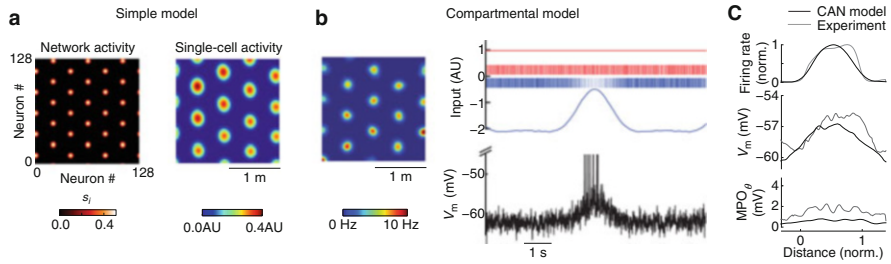 Simple model
a
Network activity
Single-cell activity
128
Neuron #
0
0
Neuron #
128
1 m
s_i
0.0
0.4
0.0AU
0.4AU
b
Compartmental model
1 m
0 Hz
10 Hz
Input (AU)
1
0
−1
−2
V_m (mV)
−50
−60
1 s
C
CAN model
Experiment
Firing rate
(norm.)
1
0
V_m (mV)
−54
−57
−60
MPO_θ
(mV)
4
2
0
0
1
Distance (norm.)